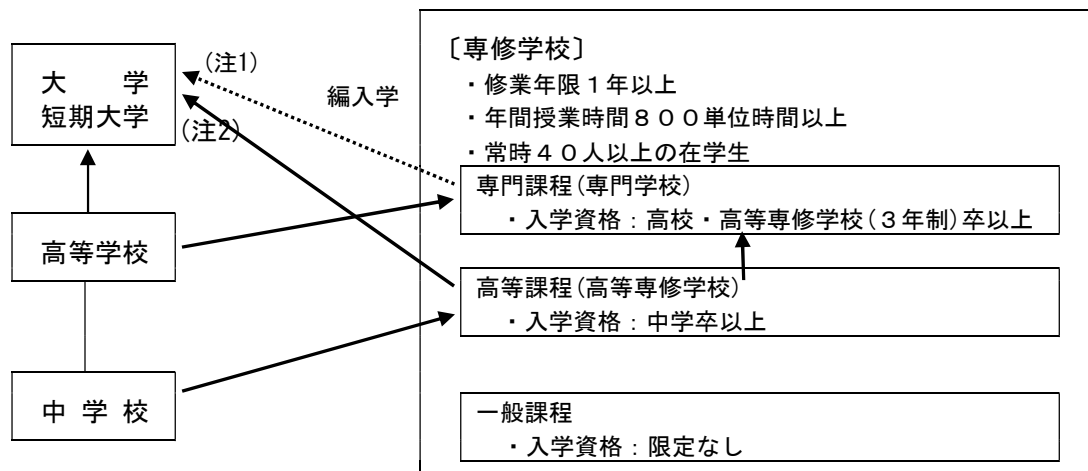 大　　学
短期大学
高等学校
中 学 校
(注1)
編入学
(注2)
〔専修学校〕
・修業年限１年以上
・年間授業時間８００単位時間以上
・常時４０人以上の在学生
専門課程(専門学校)
・入学資格：高校・高等専修学校(３年制)卒以上
高等課程(高等専修学校)
・入学資格：中学卒以上
一般課程
・入学資格：限定なし